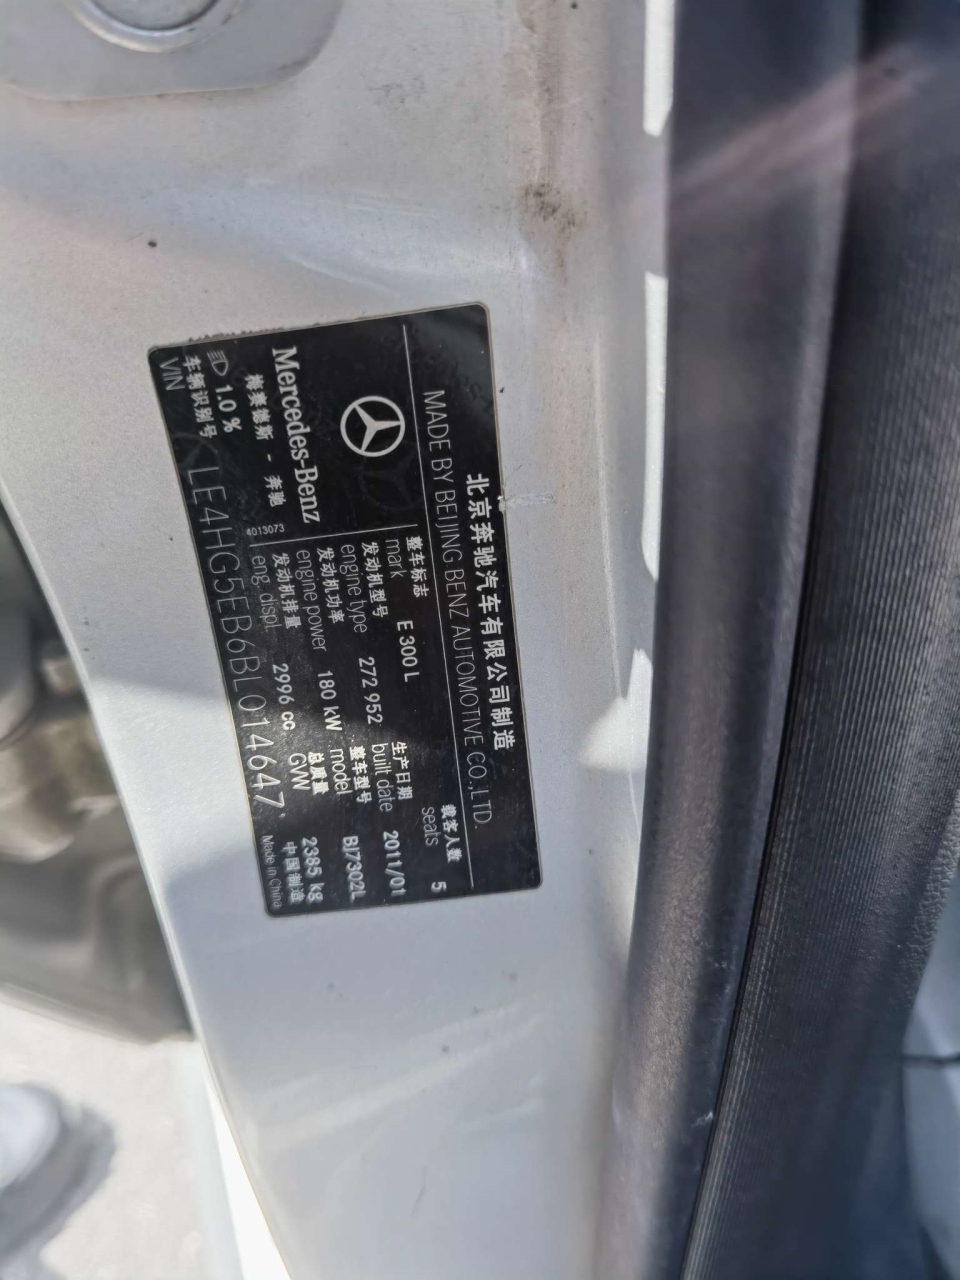 北京奔驰汽车有限公司制造
MADE BY BEIJING BENZ AUTOMOTIVE CO.,LTD.
载客人数 5
seats
整车标志 E 300 L
mark
生产日期 2011/01
built date
发动机型号 272 952
engine type
整车型号 BJ7302L
model
发动机功率 180 kW
engine power
总质量 2385 kg
GVW
发动机排量 2996 cc
eng. displ.
中国制造
Made in China
Mercedes-Benz
梅赛德斯 - 奔驰
4013073
1.0 %
车辆识别号
VIN LE4HG5EB6BL014647